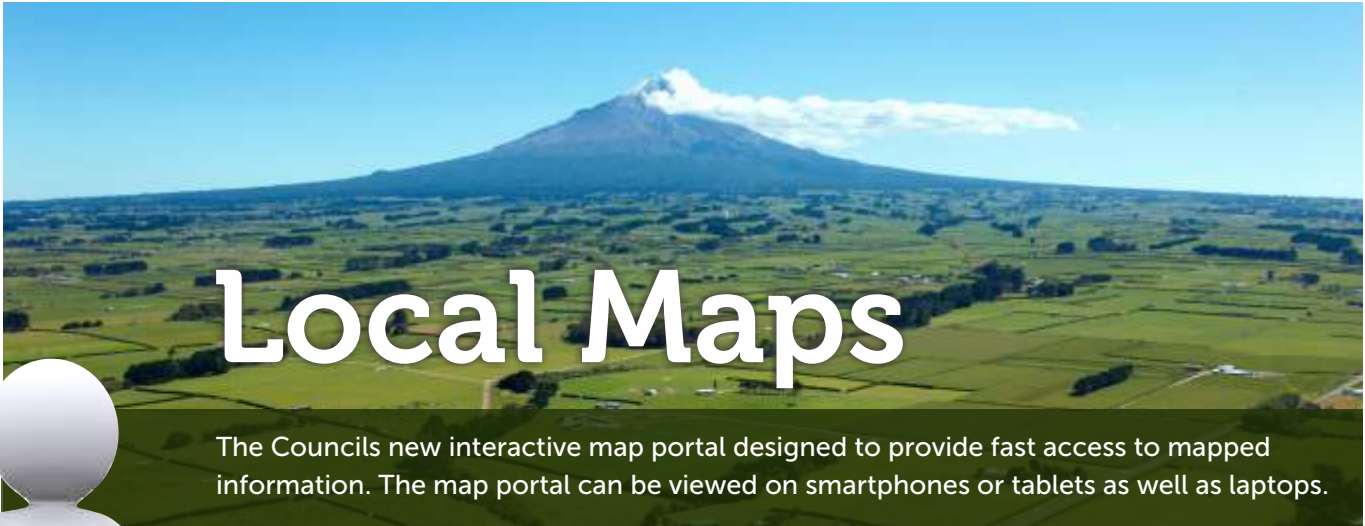 Local Maps
The Councils new interactive map portal designed to provide fast access to mapped
information. The map portal can be viewed on smartphones or tablets as well as laptops.